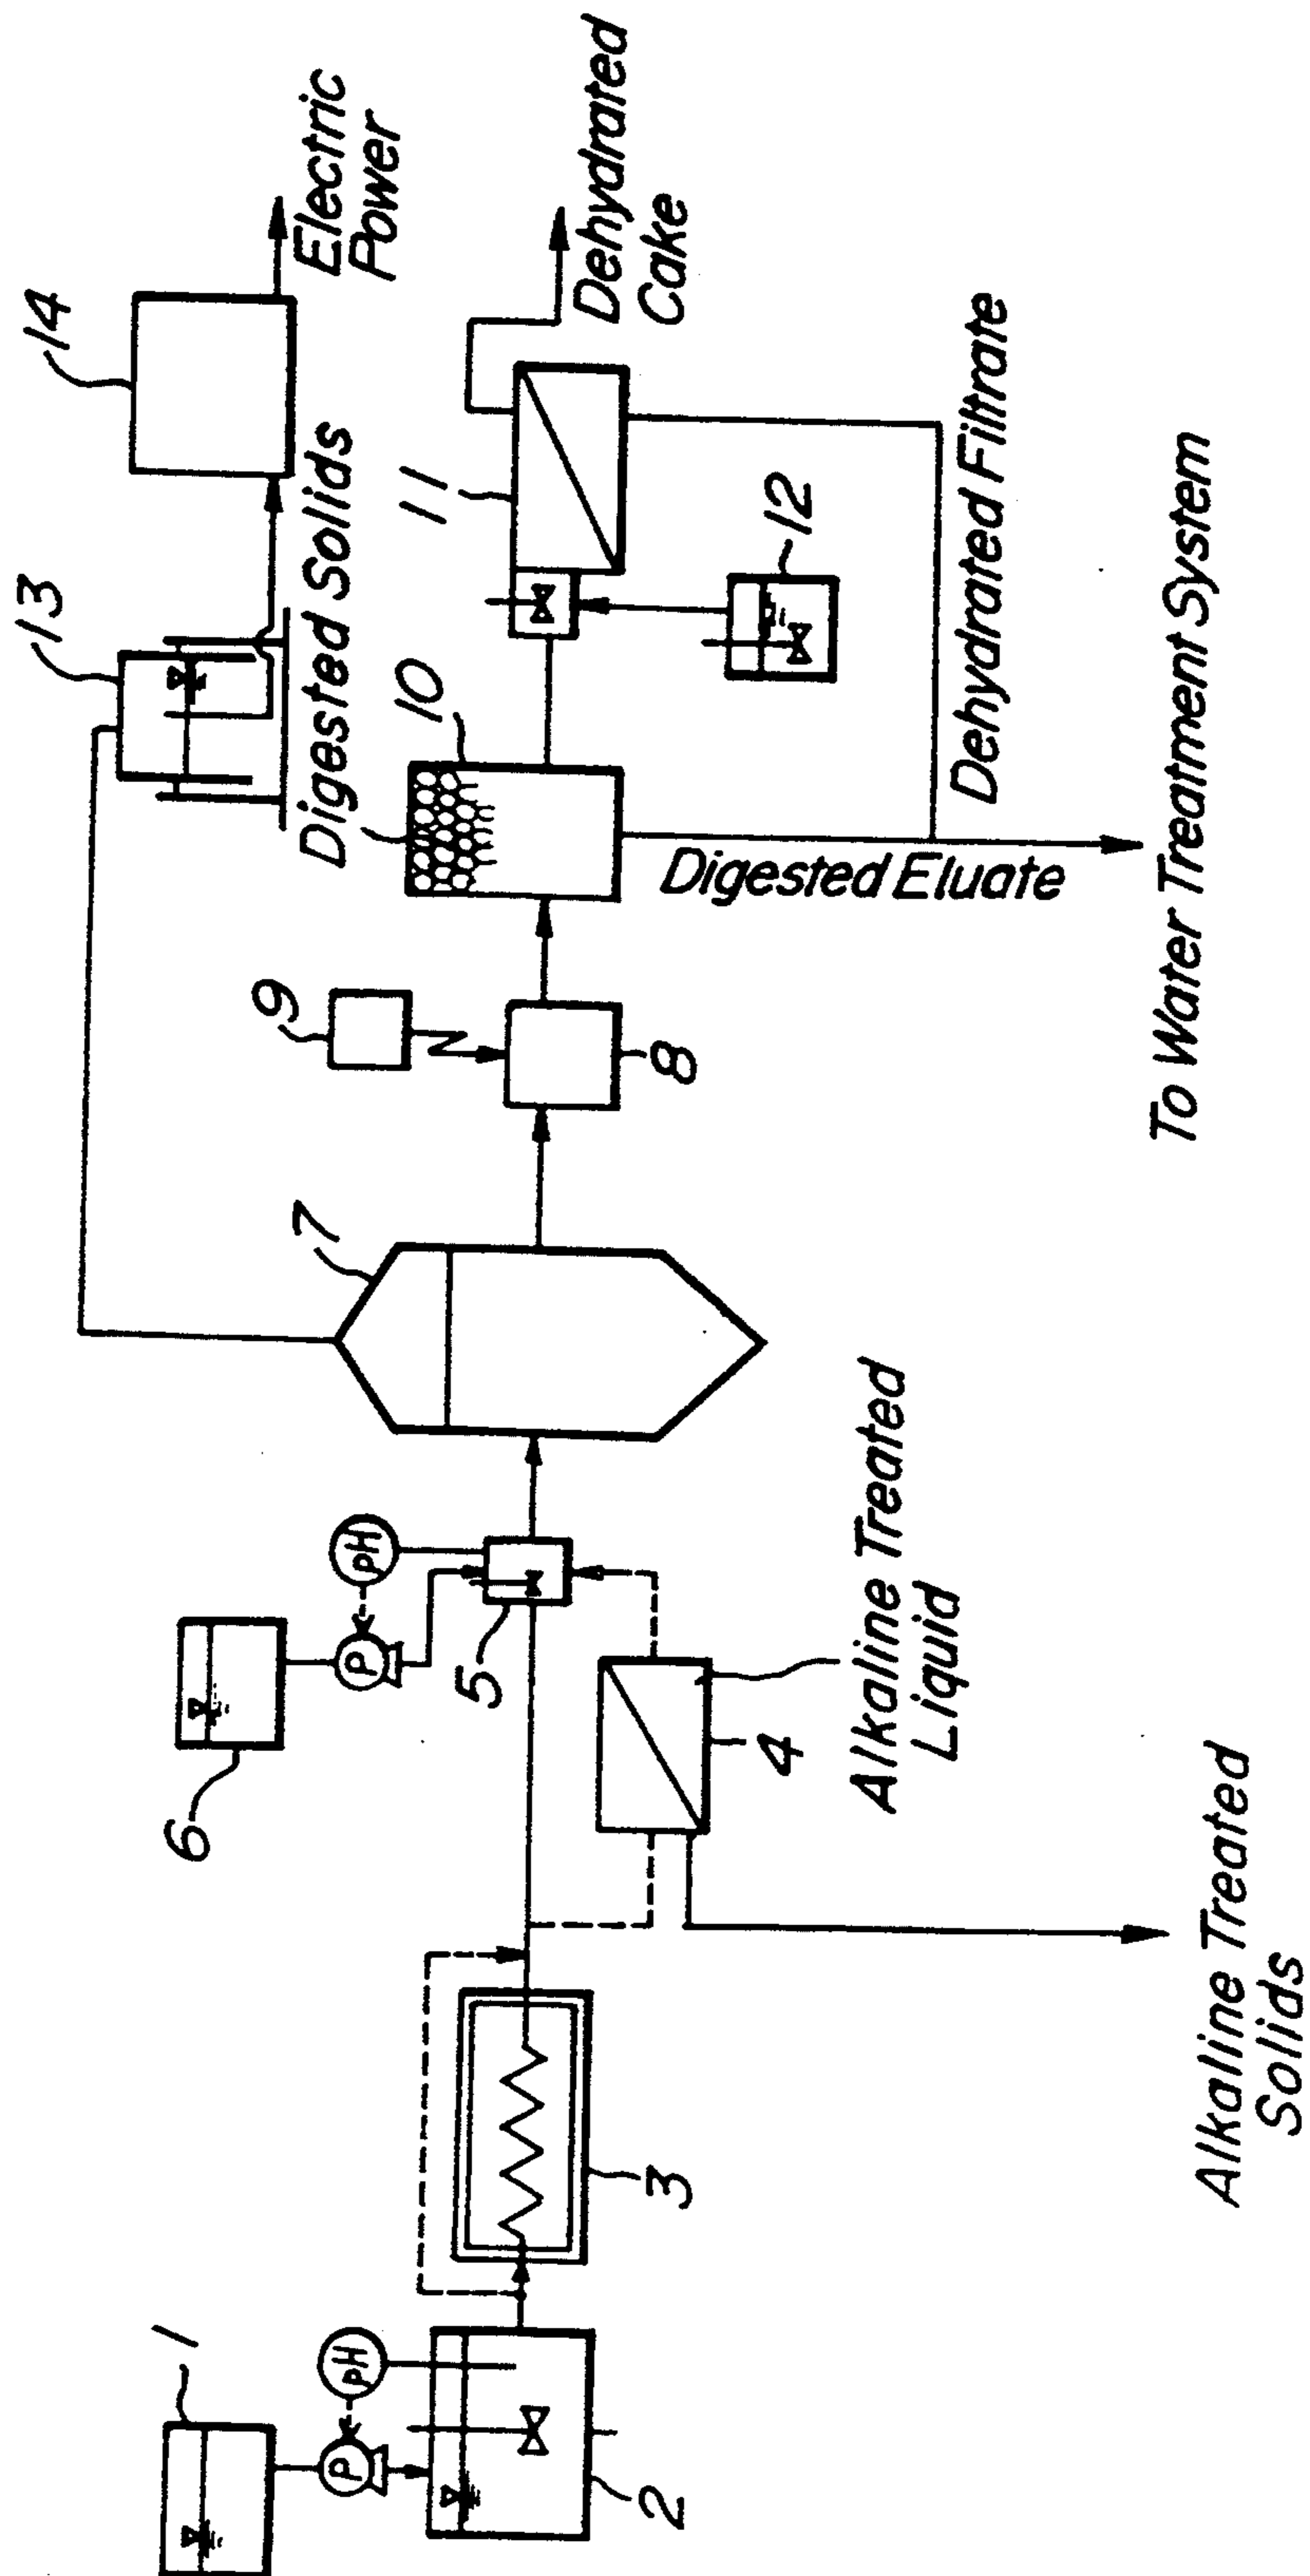 1
P
pH
2
3
6
P
pH
5
4
Alkaline Treated
Liquid
Alkaline Treated
Solids
7
9
8
13
14
Electric
Power
Digested Solids
10
11
12
Dehydrated
Cake
Digested Eluate
Dehydrated Filtrate
To Water Treatment System